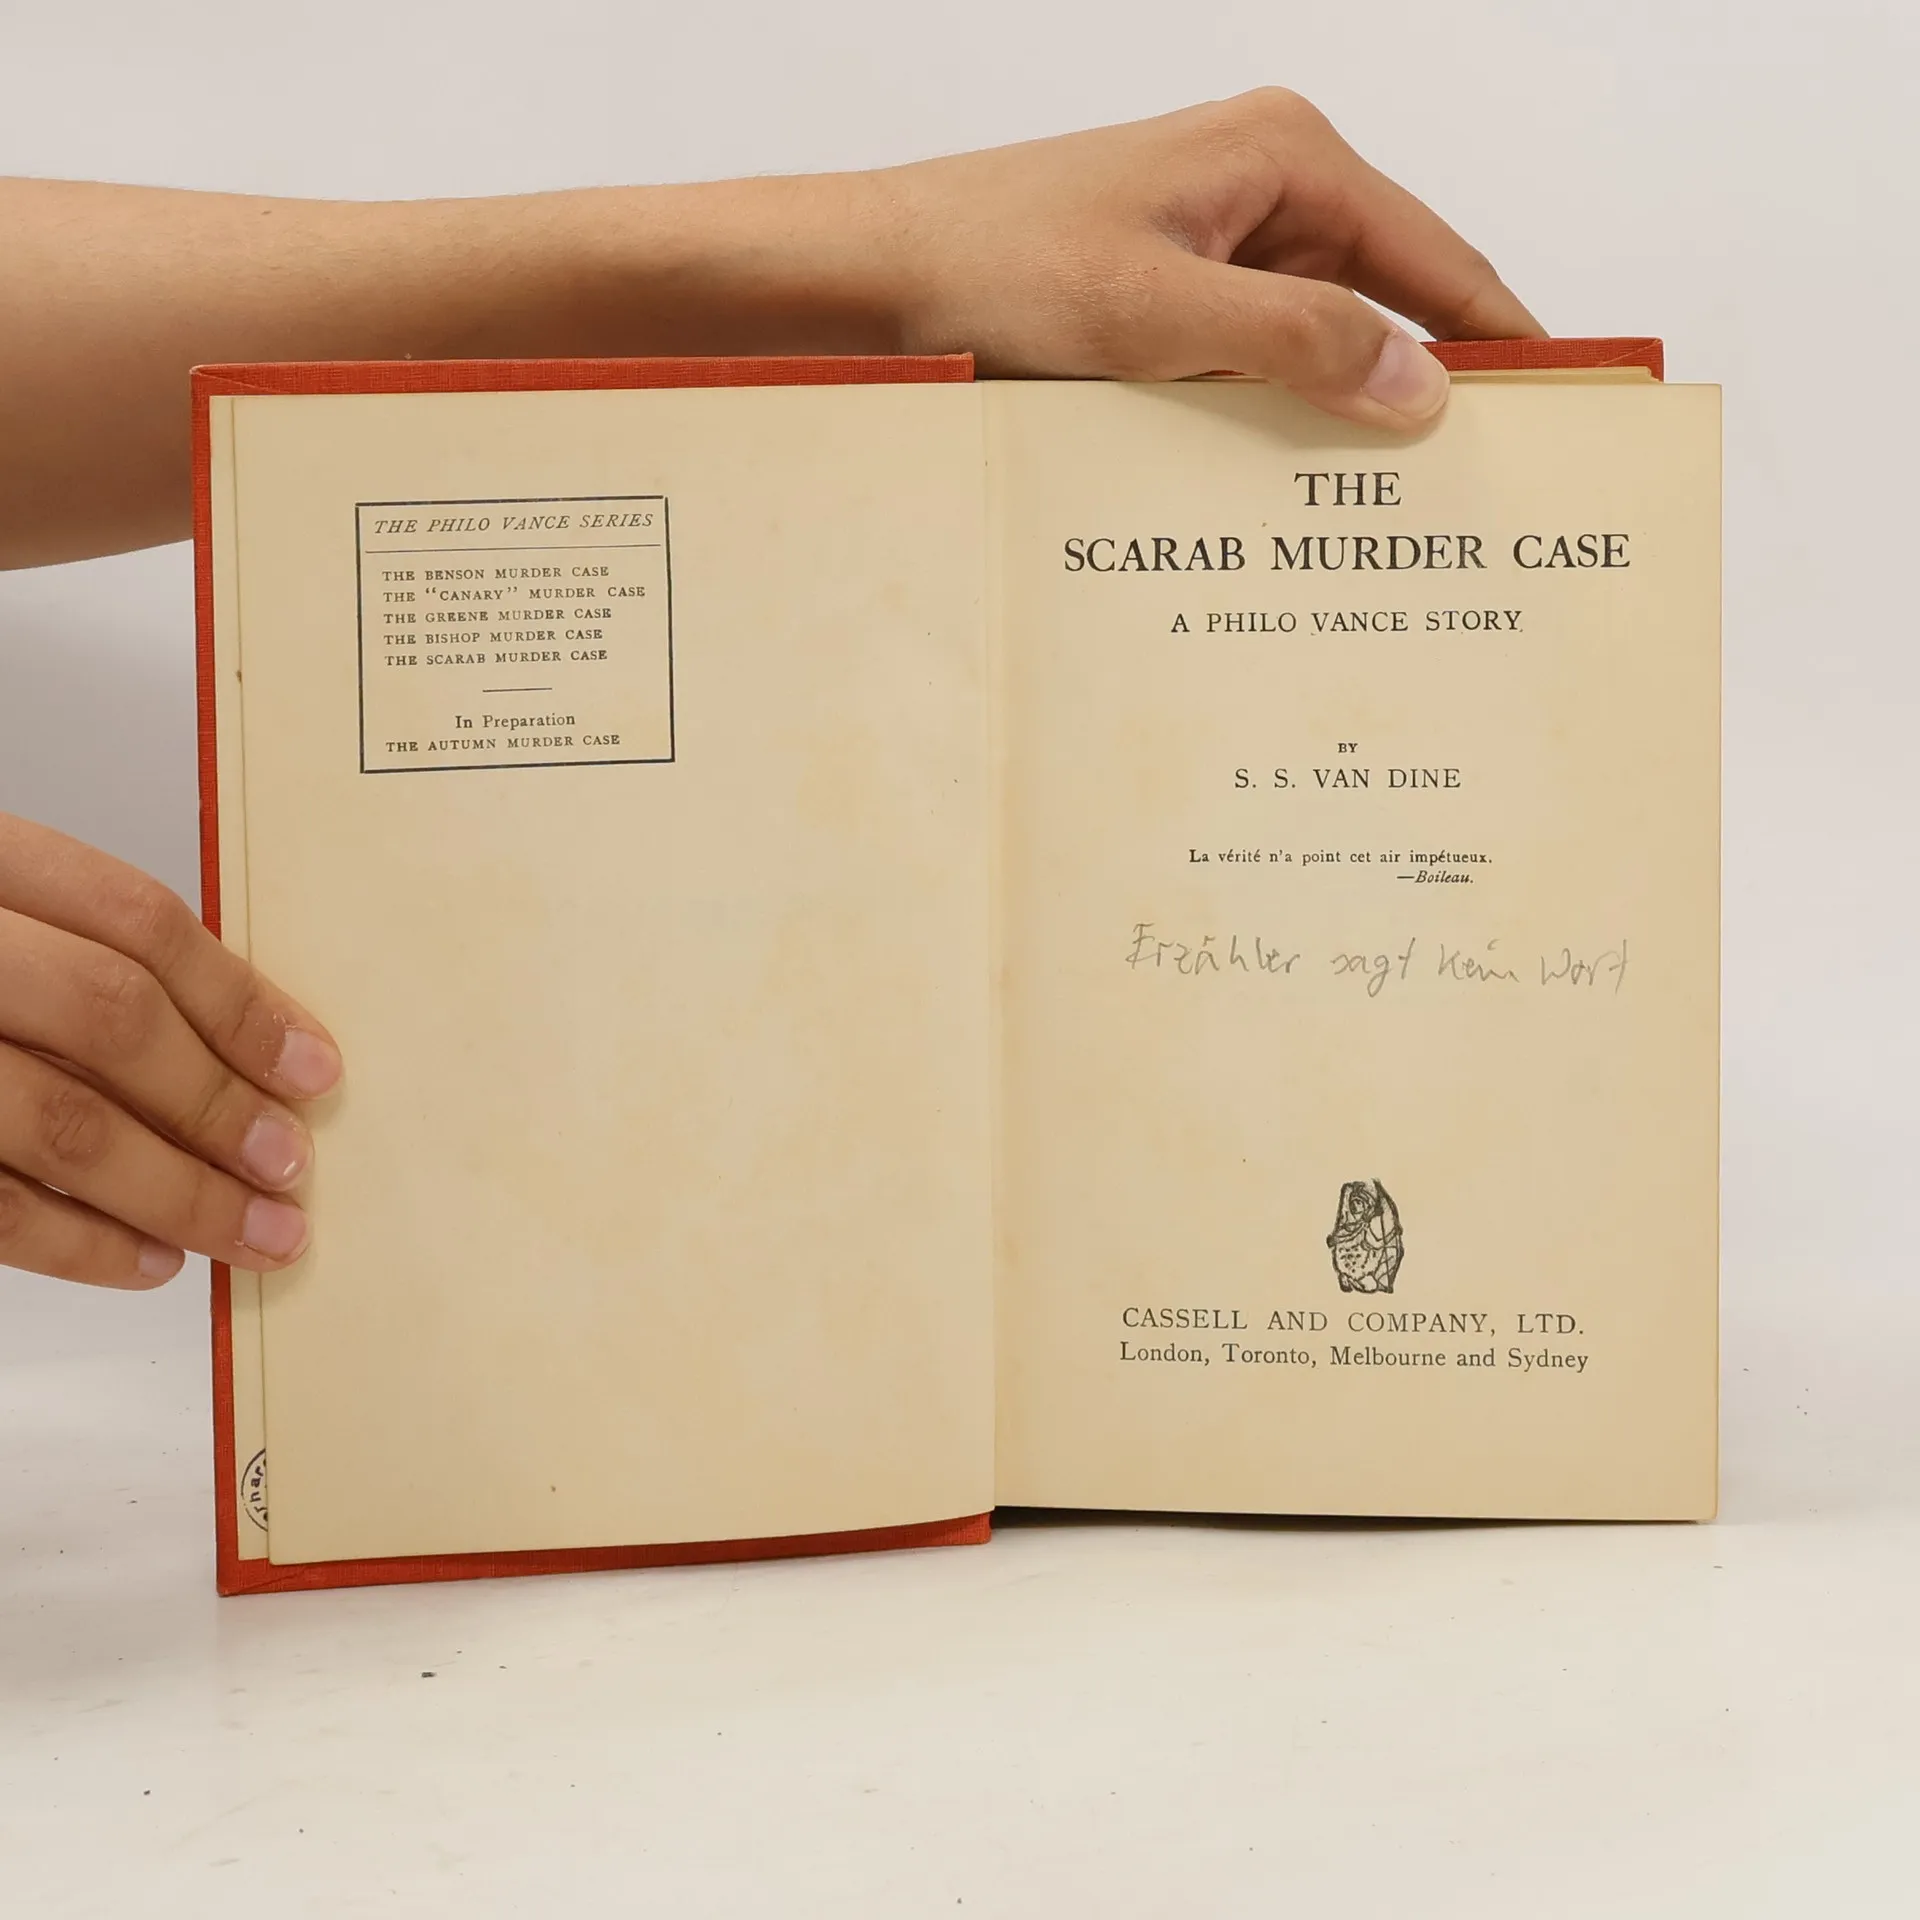 THE PHILO VANCE SERIES
THE BENSON MURDER CASE
THE “CANARY” MURDER CASE
THE GREENE MURDER CASE
THE BISHOP MURDER CASE
THE SCARAB MURDER CASE
In Preparation
THE AUTUMN MURDER CASE
THE
SCARAB MURDER CASE
A PHILO VANCE STORY
BY
S. S. VAN DINE
La vérité n'a point cet air impétueux.
—Boileau.
Erzähler sagt kein Wort
CASSELL AND COMPANY, LTD.
London, Toronto, Melbourne and Sydney